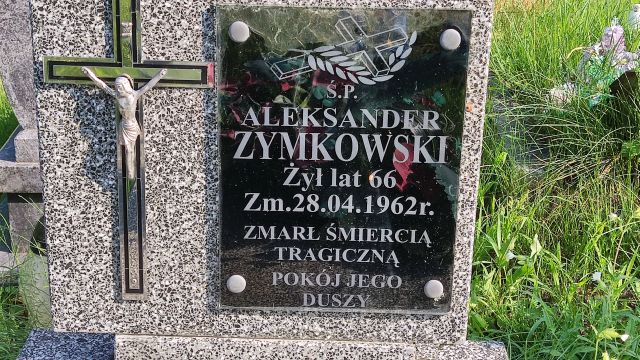 Ś.P.
ALEKSANDER
ZYMKOWSKI
Żył lat 66
Zm.28.04.1962r.
ZMARŁ ŚMIERCIĄ
TRAGICZNĄ
POKÓJ JEGO
DUSZY